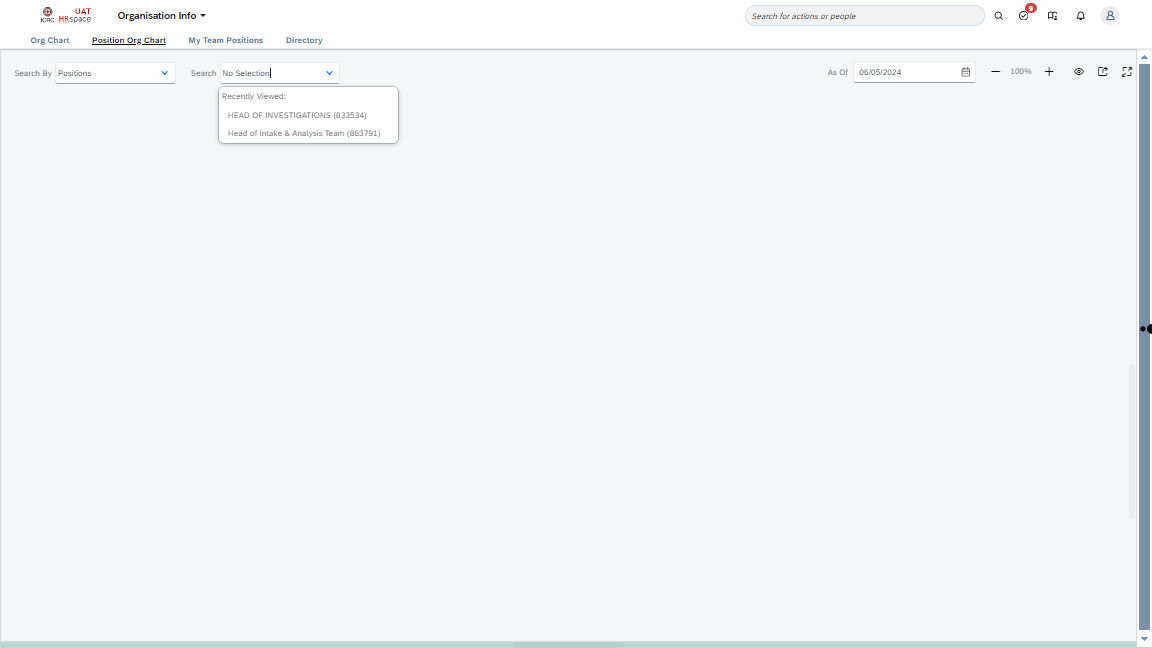 ICRC UAT HRspace Organisation Info Search for actions or people 9
Org Chart Position Org Chart My Team Positions Directory
Search By Positions Search No Selection As Of 06/05/2024 100%
Recently Viewed:
HEAD OF INVESTIGATIONS (833534)
Head of Intake & Analysis Team (863791)